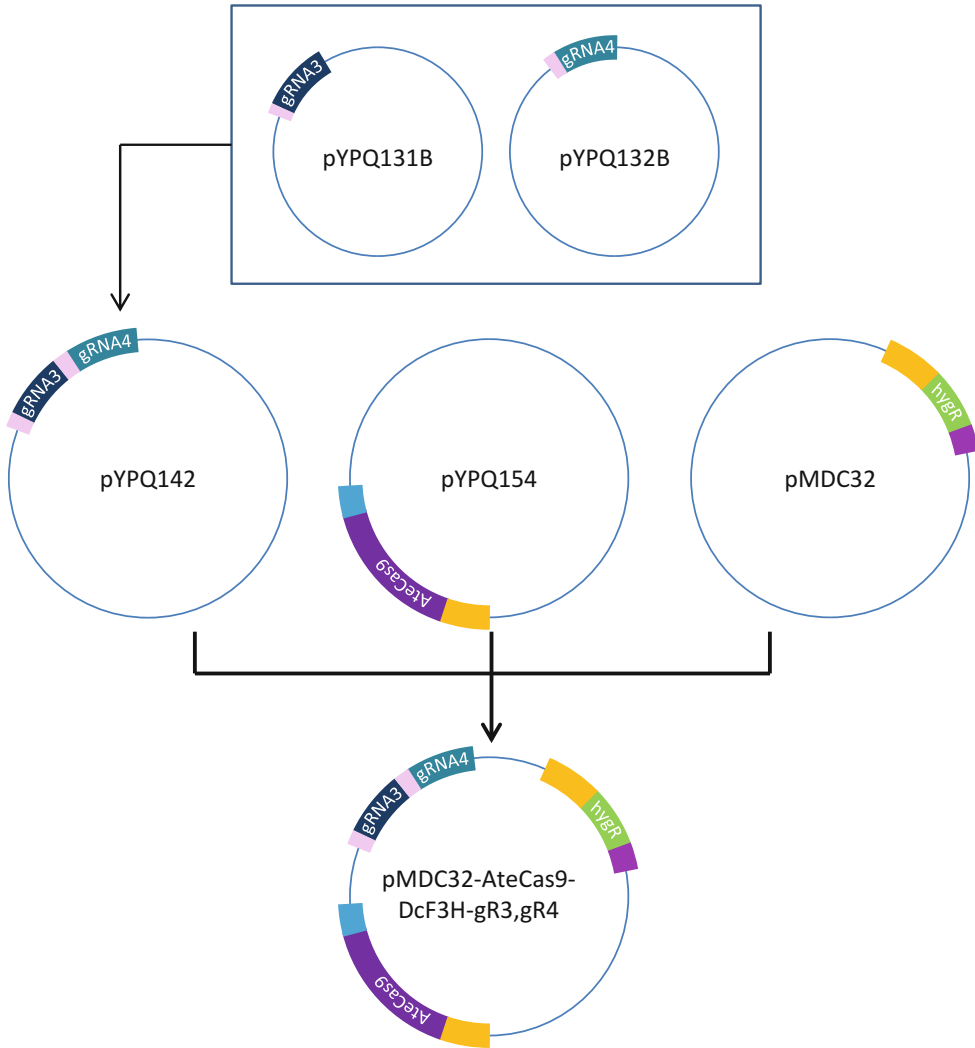 gRNA3
gRNA4
pYPQ131B
pYPQ132B
gRNA3
gRNA4
hygR
pYPQ142
pYPQ154
pMDC32
AteCas9
gRNA3
gRNA4
hygR
pMDC32-AteCas9-
DcF3H-gR3,gR4
AteCas9